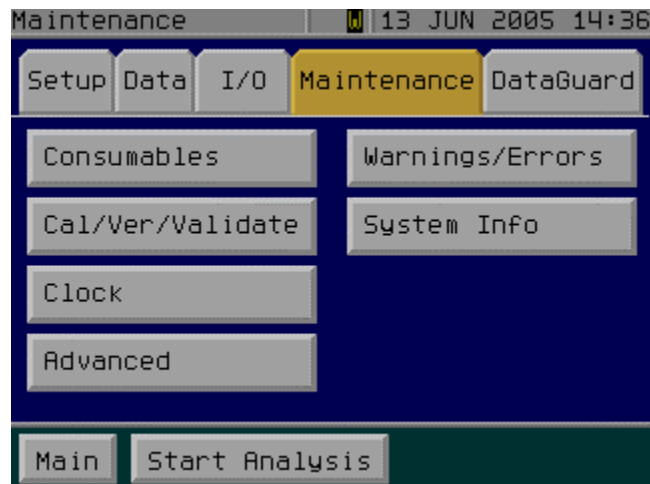 Maintenance W 13 JUN 2005 14:36
Setup Data I/O Maintenance DataGuard
Consumables Warnings/Errors
Cal/Ver/Validate System Info
Clock
Advanced
Main Start Analysis